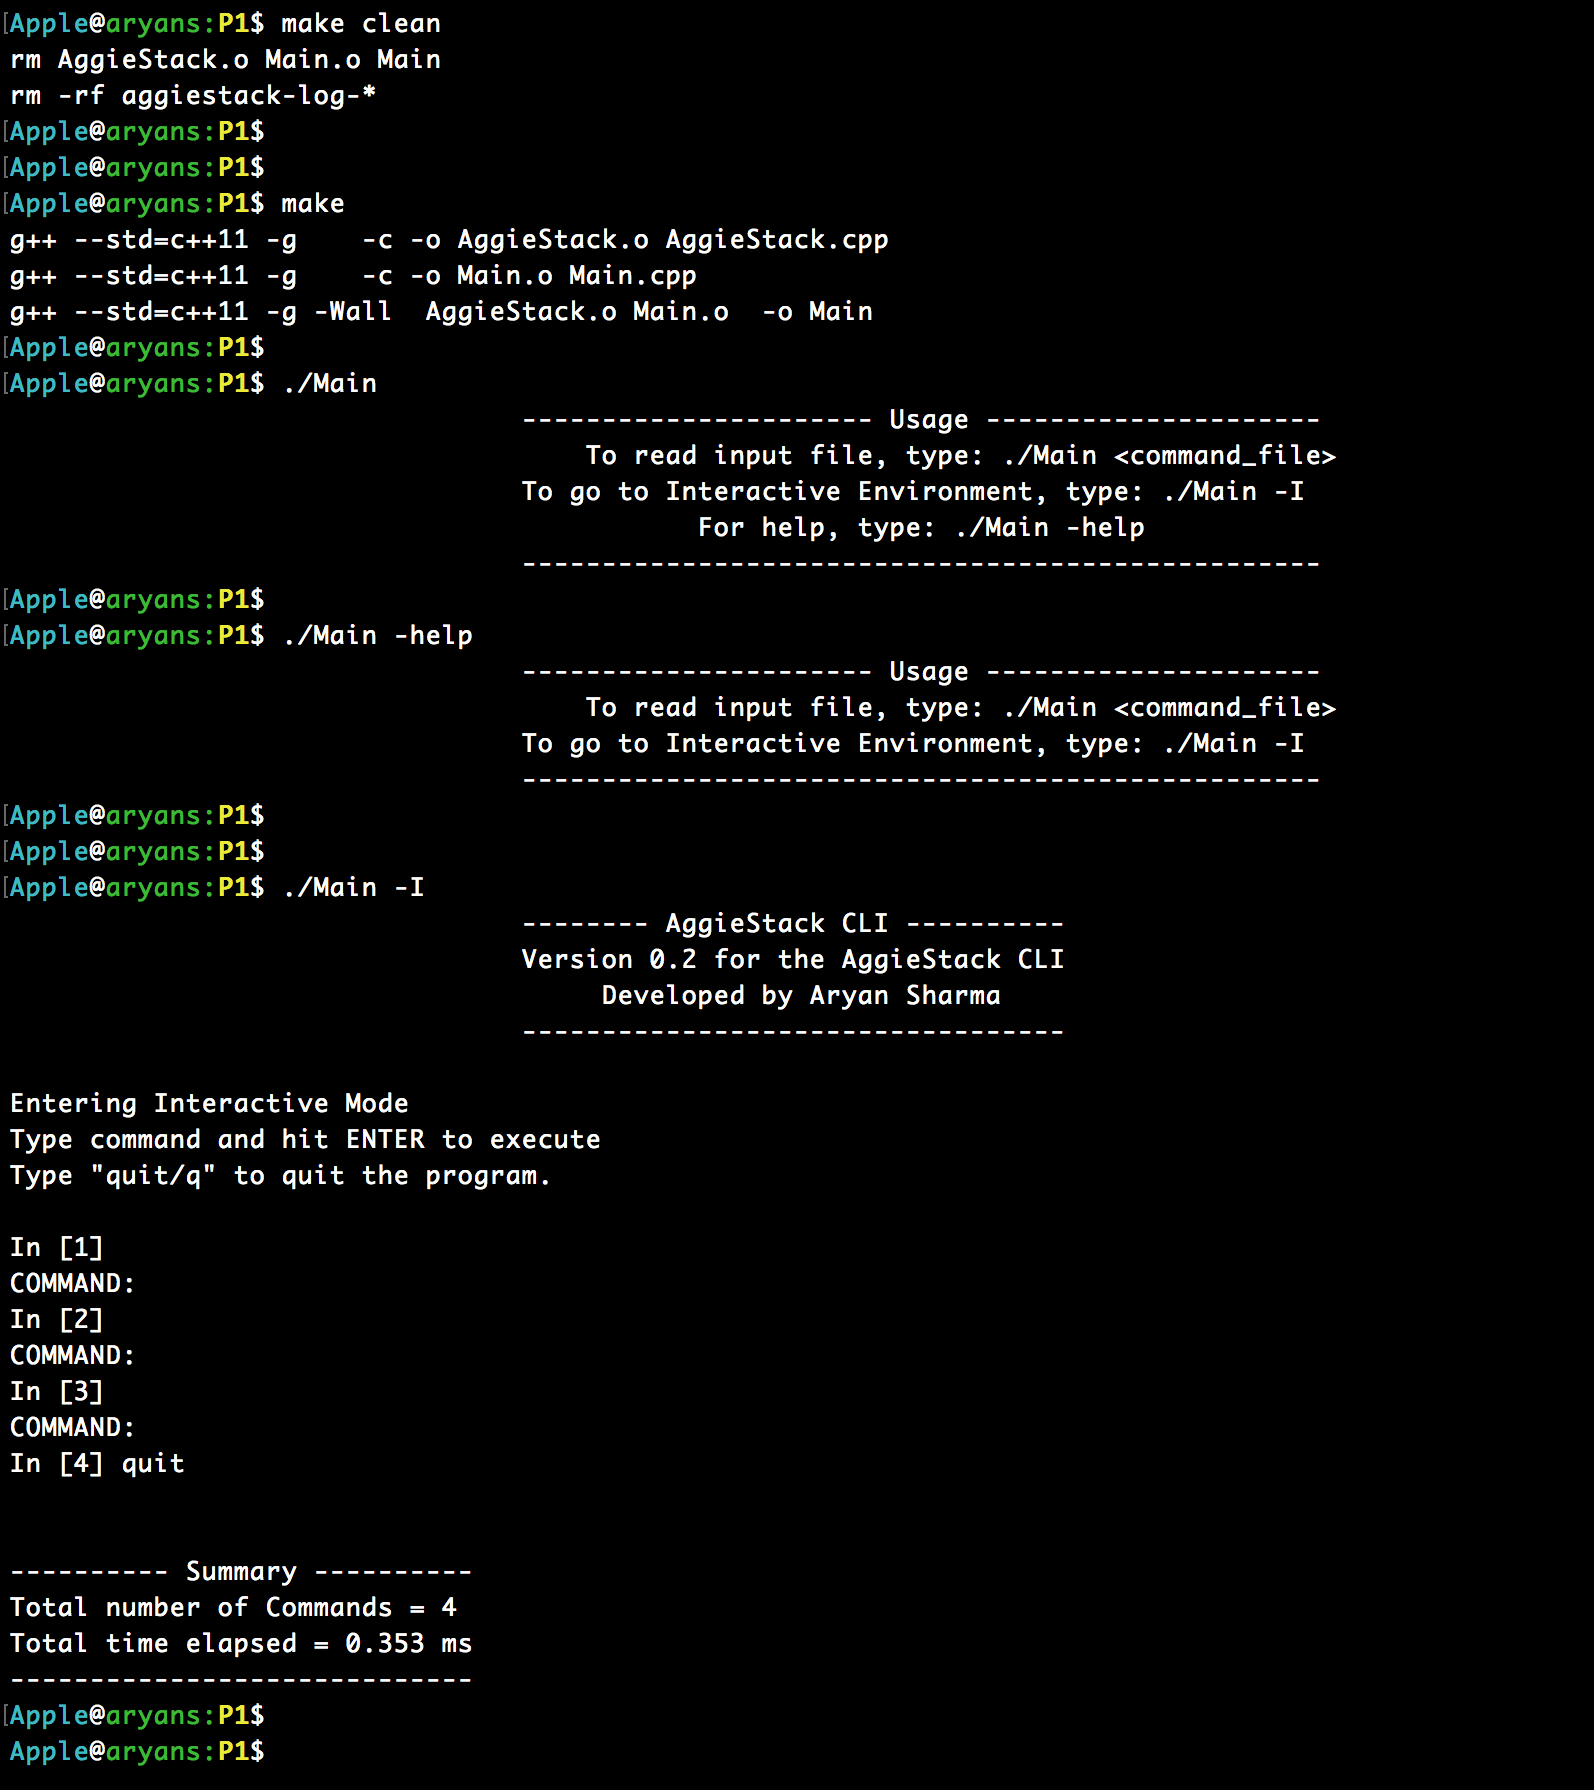 [Apple@aryans:P1$ make clean
rm AggieStack.o Main.o Main
rm -rf aggiestack-log-*
[Apple@aryans:P1$
[Apple@aryans:P1$
[Apple@aryans:P1$ make
g++ --std=c++11 -g    -c -o AggieStack.o AggieStack.cpp
g++ --std=c++11 -g    -c -o Main.o Main.cpp
g++ --std=c++11 -g -Wall  AggieStack.o Main.o  -o Main
[Apple@aryans:P1$
[Apple@aryans:P1$ ./Main
---------------------- Usage ---------------------
To read input file, type: ./Main <command_file>
To go to Interactive Environment, type: ./Main -I
For help, type: ./Main -help
--------------------------------------------------
[Apple@aryans:P1$
[Apple@aryans:P1$ ./Main -help
---------------------- Usage ---------------------
To read input file, type: ./Main <command_file>
To go to Interactive Environment, type: ./Main -I
--------------------------------------------------
[Apple@aryans:P1$
[Apple@aryans:P1$
[Apple@aryans:P1$ ./Main -I
-------- AggieStack CLI ----------
Version 0.2 for the AggieStack CLI
Developed by Aryan Sharma
----------------------------------
Entering Interactive Mode
Type command and hit ENTER to execute
Type "quit/q" to quit the program.
In [1]
COMMAND:
In [2]
COMMAND:
In [3]
COMMAND:
In [4] quit
---------- Summary ----------
Total number of Commands = 4
Total time elapsed = 0.353 ms
-----------------------------
[Apple@aryans:P1$
Apple@aryans:P1$